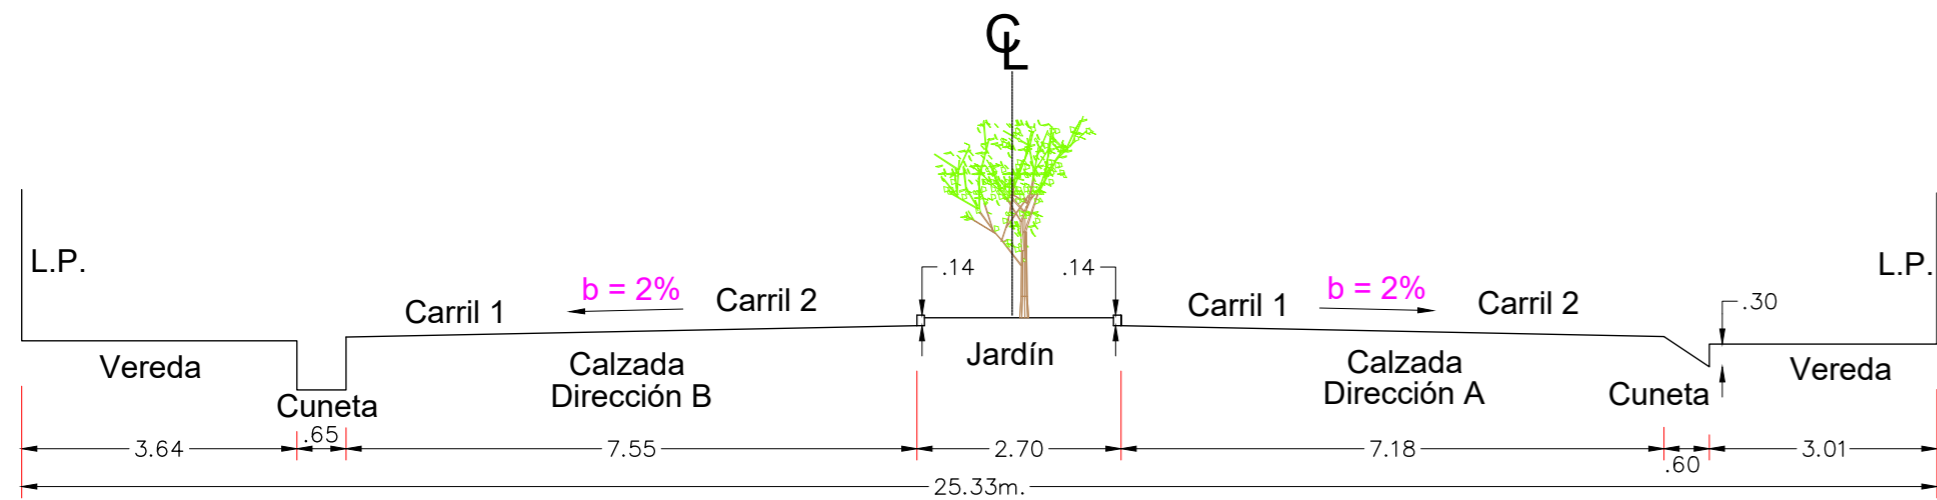 CL
L.P.
L.P.
.14
.14
b = 2%
b = 2%
Carril 1
Carril 2
Carril 1
Carril 2
.30
Vereda
Calzada
Dirección B
Jardín
Calzada
Dirección A
Vereda
Cuneta
Cuneta
3.64
.65
7.55
2.70
7.18
.60
3.01
25.33m.